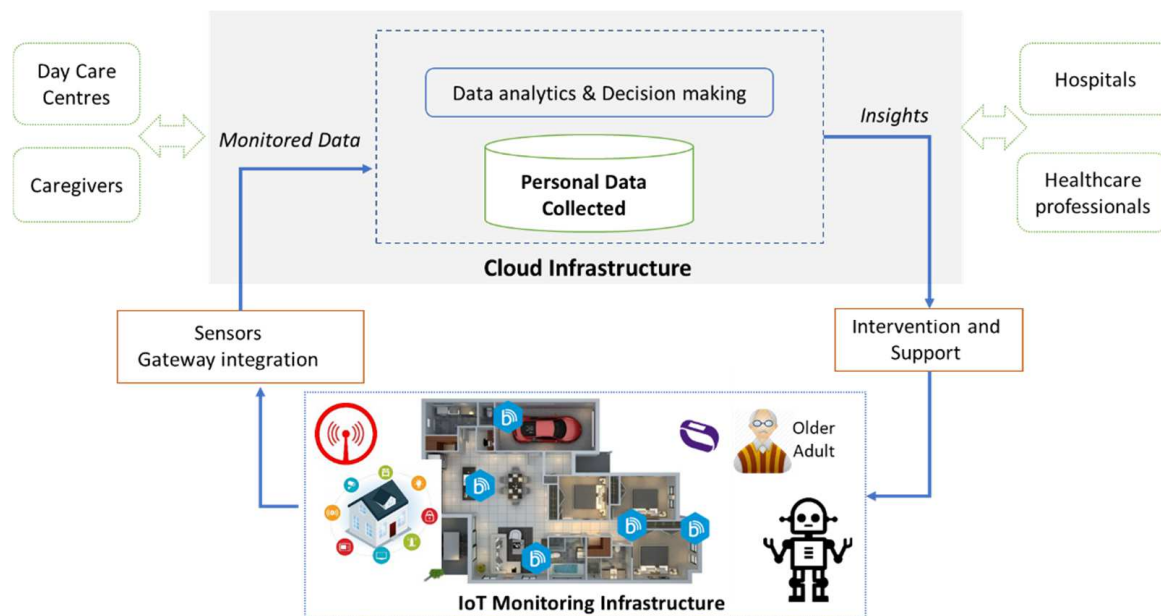 Day Care
Centres
Caregivers
Monitored Data
Data analytics & Decision making
Personal Data
Collected
Cloud Infrastructure
Insights
Hospitals
Healthcare
professionals
Sensors
Gateway integration
Intervention and
Support
Older
Adult
b
b
b
b
b
IoT Monitoring Infrastructure